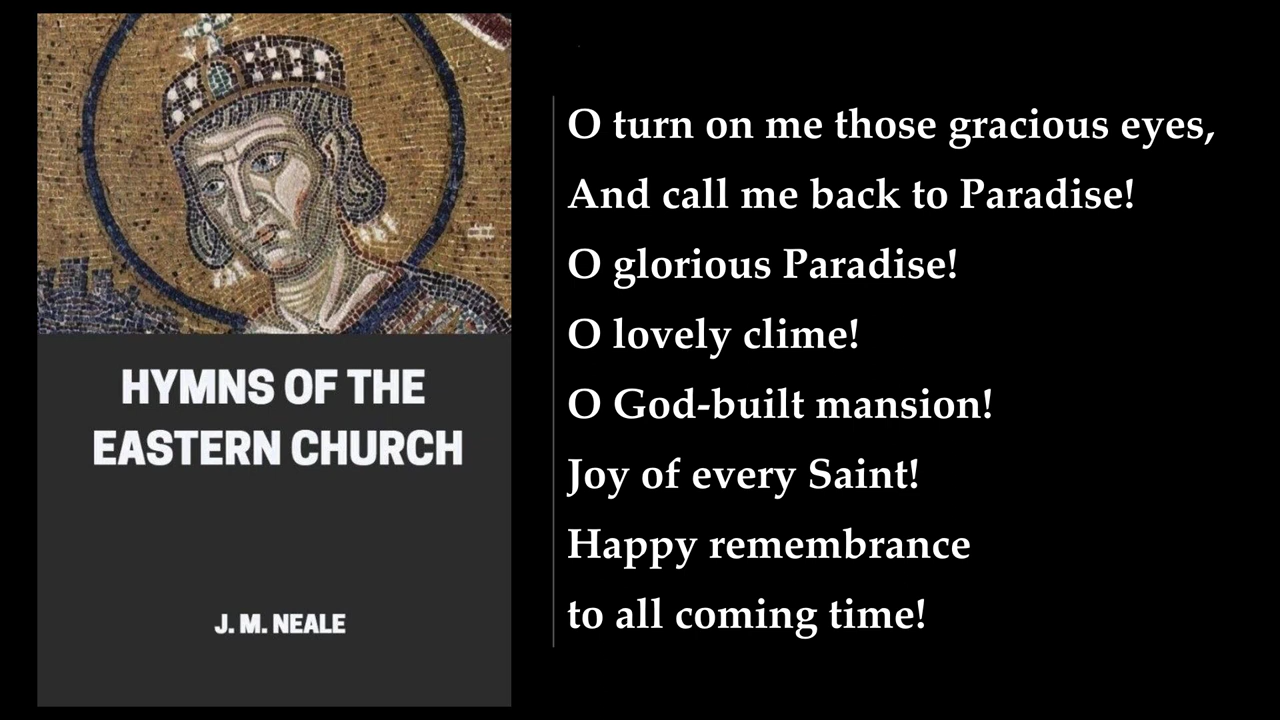 HYMNS OF THE
EASTERN CHURCH
J. M. NEALE
O turn on me those gracious eyes,
And call me back to Paradise!
O glorious Paradise!
O lovely clime!
O God-built mansion!
Joy of every Saint!
Happy remembrance
to all coming time!